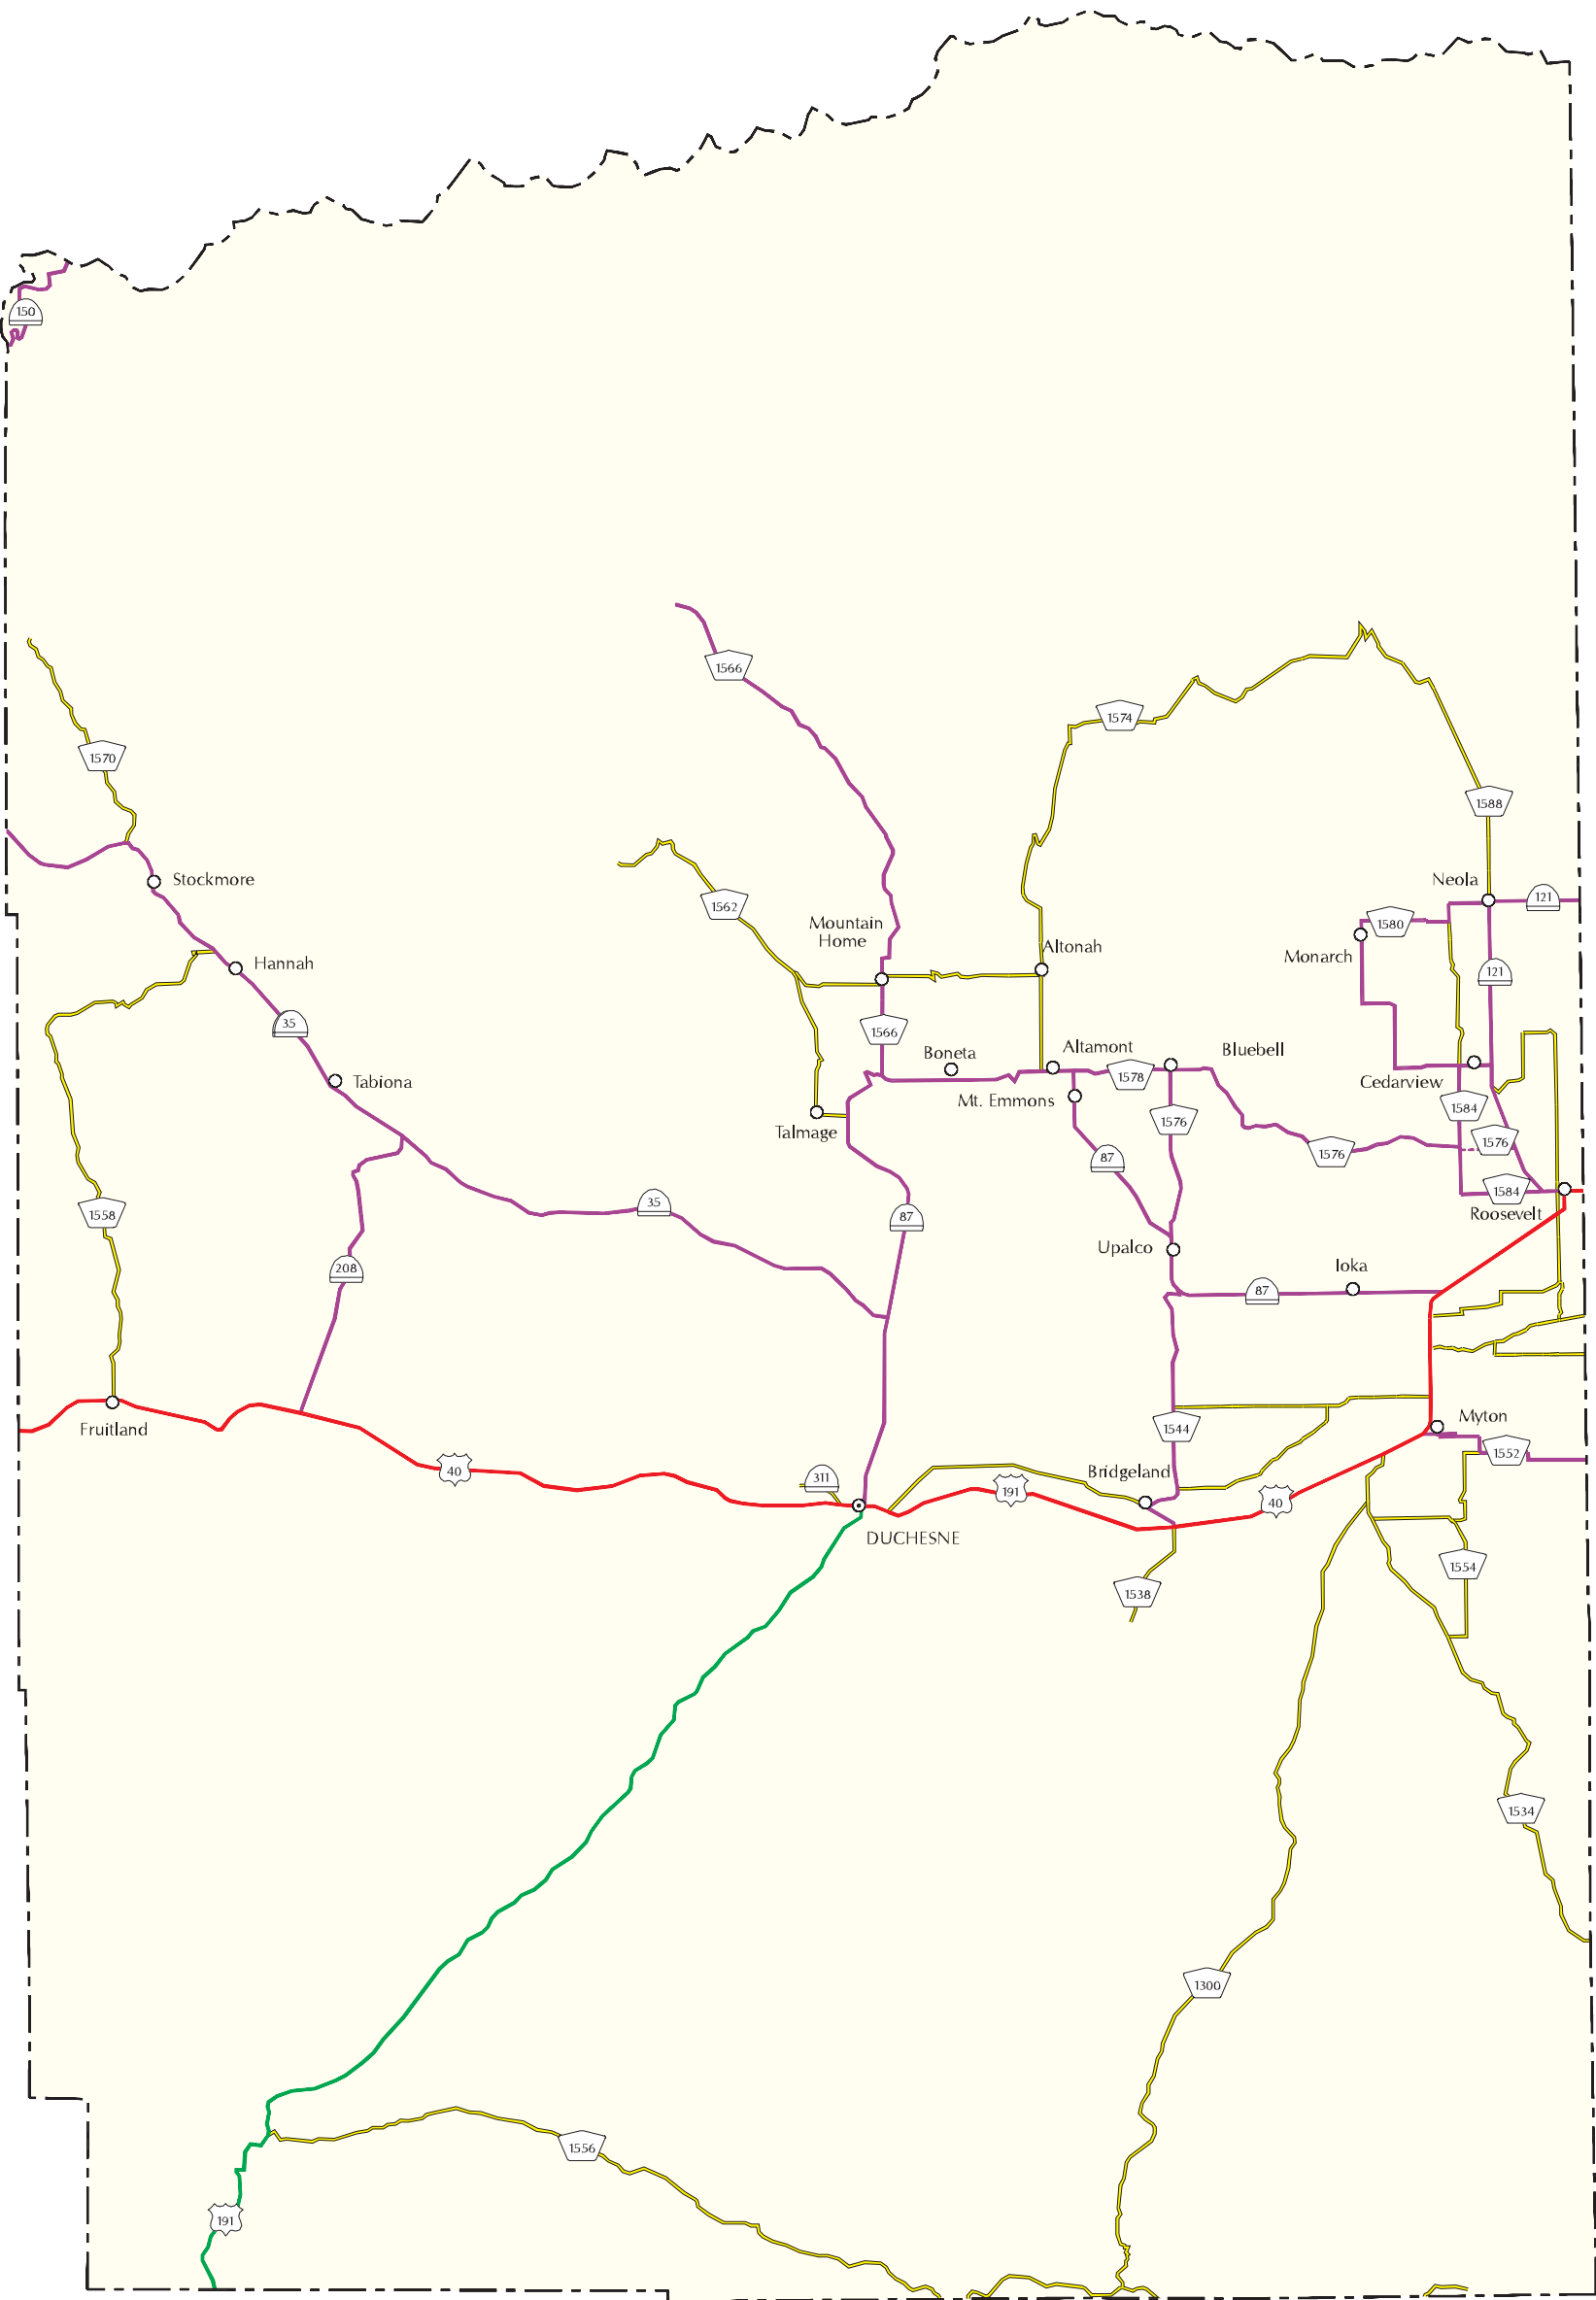 150
1566
1574
1570
1588
Stockmore
Neola
121
1562
1580
Mountain
Home
Altonah
Monarch
Hannah
121
35
1566
Boneta
Altamont
Bluebell
1578
Tabiona
Cedarview
Mt. Emmons
1584
1576
Talmage
1576
1576
87
1584
35
1558
87
Roosevelt
Upalco
208
Ioka
87
Fruitland
Myton
1544
1552
40
311
Bridgeland
191
40
DUCHESNE
1554
1538
1534
1300
1556
191